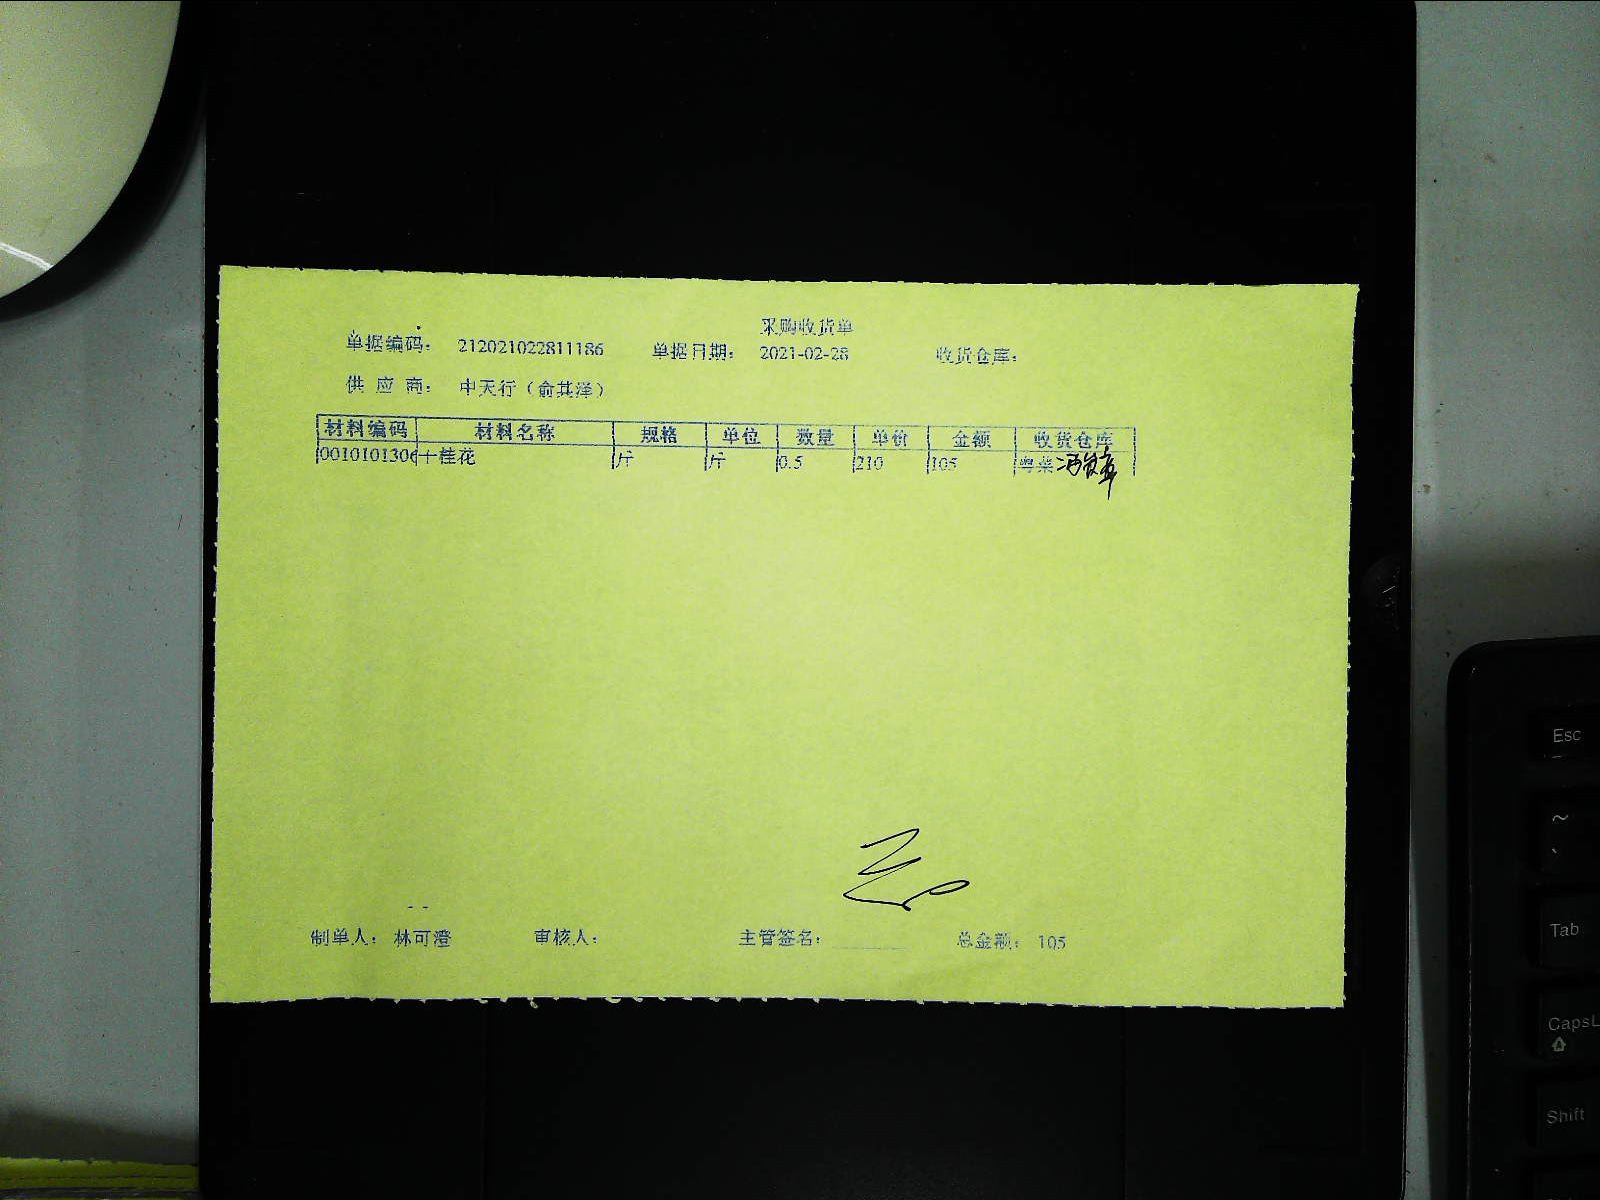 采购收货单
单据编码： 212021022811186 单据日期： 2021-02-28 收货仓库：
供 应 商： 中天行（俞其泽）
材料编码 材料名称 规格 单位 数量 单价 金额 收货仓库
0010101306 干桂花 斤 斤 0.5 210 105 粤菜
制单人： 林可澄 审核人： 主管签名： 总金额： 105
Esc
~
`
Tab
CapsL
Shift